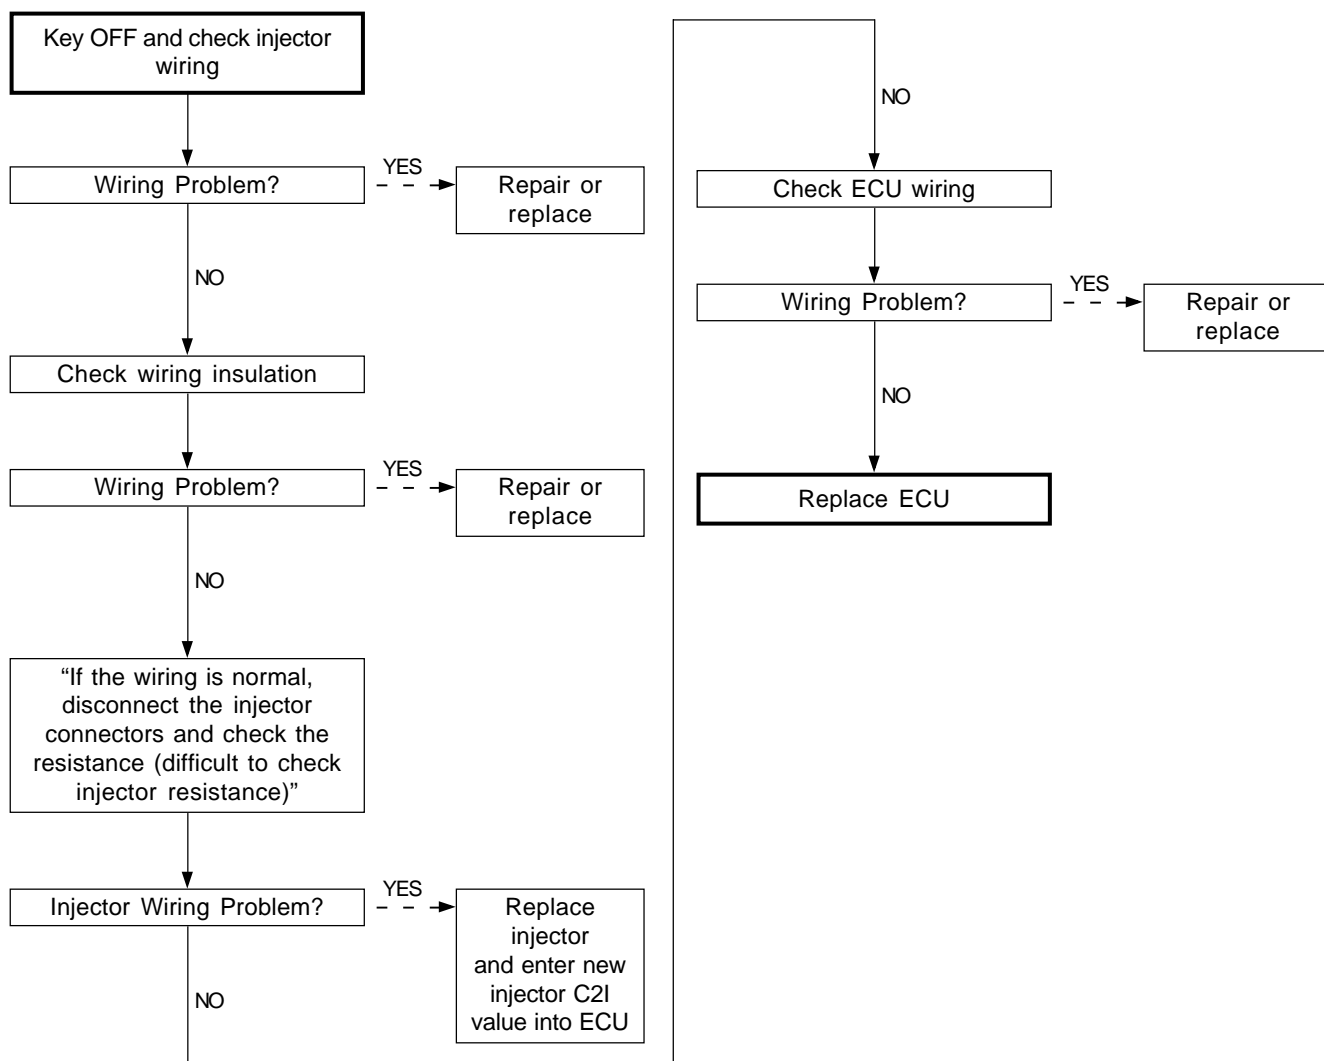 Key OFF and check injector
wiring
Wiring Problem?
YES
Repair or
replace
NO
Check wiring insulation
Wiring Problem?
YES
Repair or
replace
NO
“If the wiring is normal,
disconnect the injector
connectors and check the
resistance (difficult to check
injector resistance)”
Injector Wiring Problem?
YES
Replace
injector
and enter new
injector C2I
value into ECU
NO
NO
Check ECU wiring
Wiring Problem?
YES
Repair or
replace
NO
Replace ECU